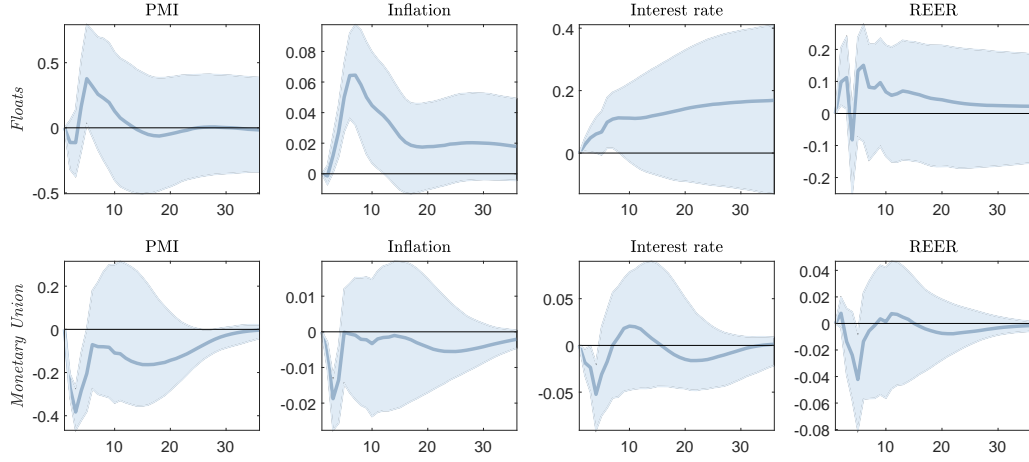 PMI Inflation Interest rate REER
Floats
0.5 0 -0.5
0.08 0.06 0.04 0.02 0
0.4 0.2 0
0.2 0.1 0 -0.1 -0.2
10 20 30 10 20 30 10 20 30 10 20 30
PMI Inflation Interest rate REER
Monetary Union
0.2 0 -0.2 -0.4
0.01 0 -0.01 -0.02
0.05 0 -0.05
0.04 0.02 0 -0.02 -0.04 -0.06 -0.08
10 20 30 10 20 30 10 20 30 10 20 30